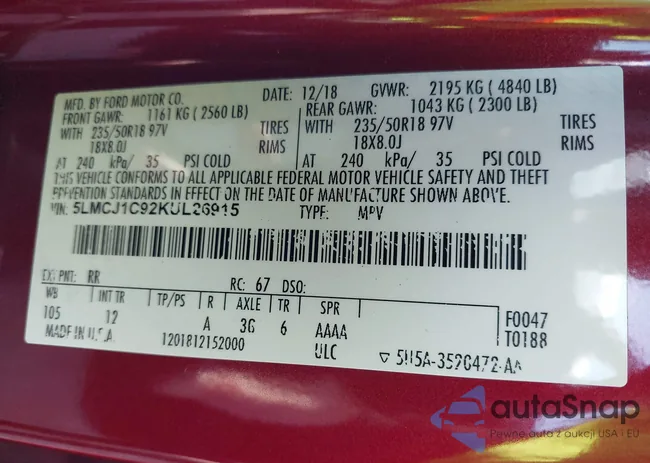 MFD. BY FORD MOTOR CO. DATE: 12/18 GVWR: 2195 KG (4840 LB)
FRONT GAWR: 1161 KG (2560 LB) REAR GAWR: 1043 KG (2300 LB)
WITH 235/50R18 97V TIRES WITH 235/50R18 97V TIRES
18X8.0J RIMS 18X8.0J RIMS
AT 240 kPa/ 35 PSI COLD AT 240 kPa/ 35 PSI COLD
THIS VEHICLE CONFORMS TO ALL APPLICABLE FEDERAL MOTOR VEHICLE SAFETY AND THEFT
PREVENTION STANDARDS IN EFFECT ON THE DATE OF MANUFACTURE SHOWN ABOVE.
VIN: 5LMCJ1C92KUL26915 TYPE: MPV
EXT PNT: RR RC: 67 DSO:
WB INT TR TP/PS R AXLE TR SPR F0047
105 12 A 3G 6 AAAA T0188
MADE IN U.S.A. 1201812152000 ULC
autoSnap
Pewne auto z aukcji USA i EU